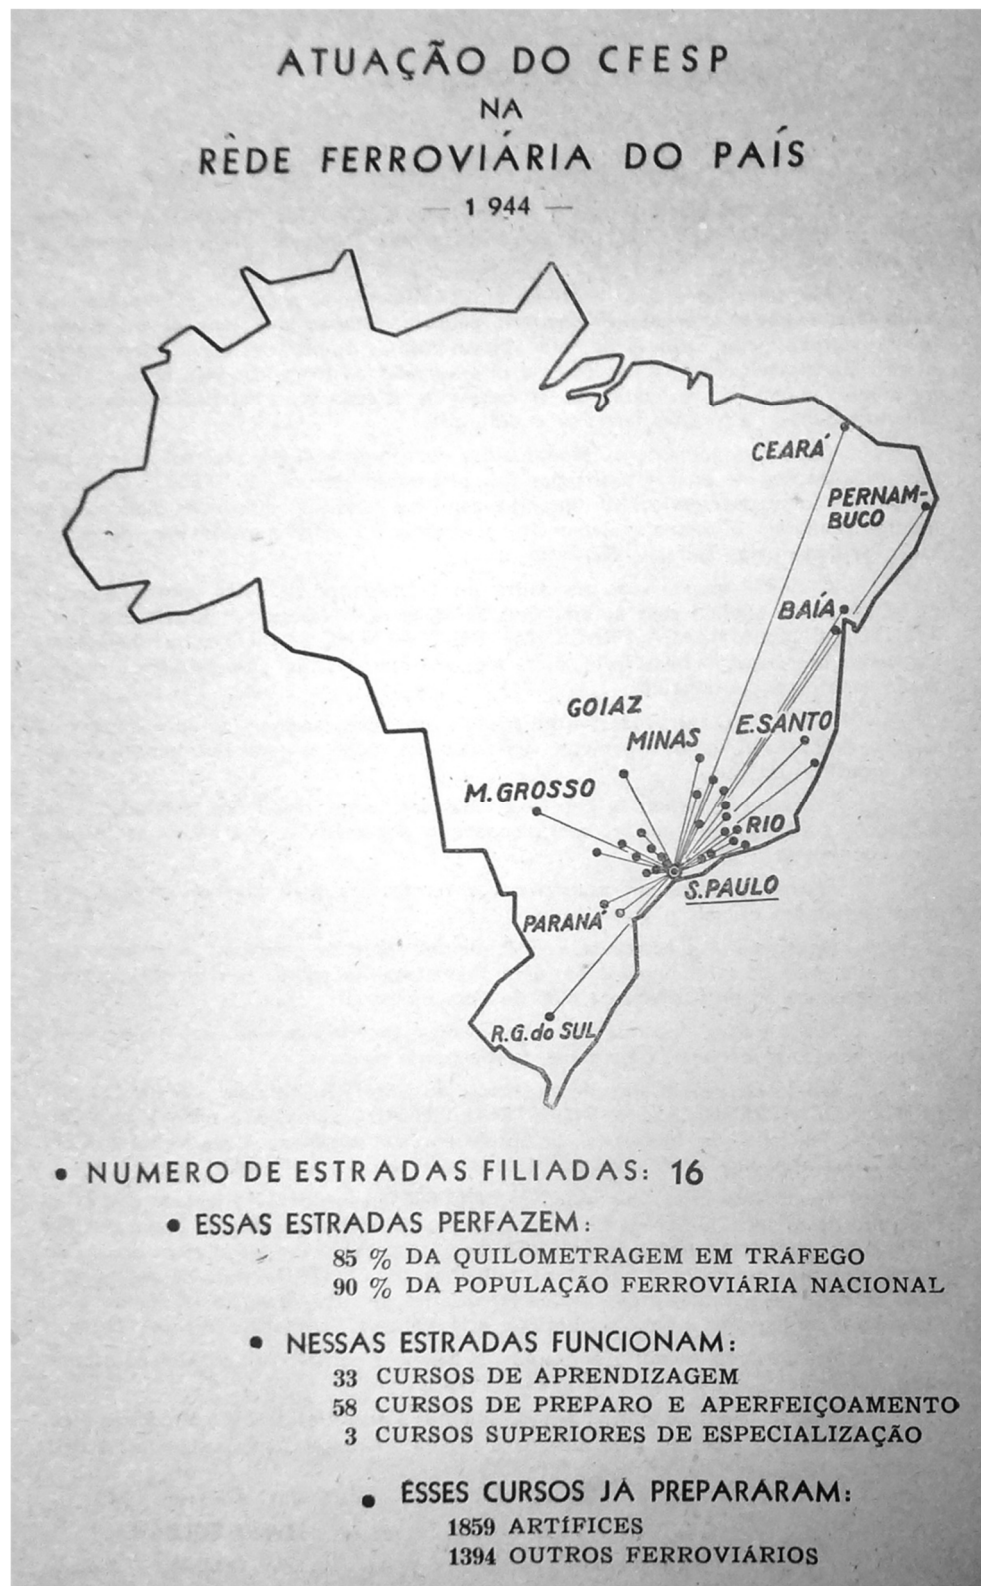 ATUAÇÃO DO CFESP
NA
RÊDE FERROVIÁRIA DO PAÍS
— 1 944 —
CEARÁ
PERNAM-
BUCO
BAÍA
GOIAZ
MINAS
E. SANTO
M. GROSSO
RIO
S. PAULO
PARANÁ
R.G. do SUL
• NUMERO DE ESTRADAS FILIADAS: 16
• ESSAS ESTRADAS PERFAZEM:
85 % DA QUILOMETRAGEM EM TRÁFEGO
90 % DA POPULAÇÃO FERROVIÁRIA NACIONAL
• NESSAS ESTRADAS FUNCIONAM:
33 CURSOS DE APRENDIZAGEM
58 CURSOS DE PREPARO E APERFEIÇOAMENTO
3 CURSOS SUPERIORES DE ESPECIALIZAÇÃO
• ÊSSES CURSOS JÁ PREPARARAM:
1859 ARTÍFICES
1394 OUTROS FERROVIÁRIOS